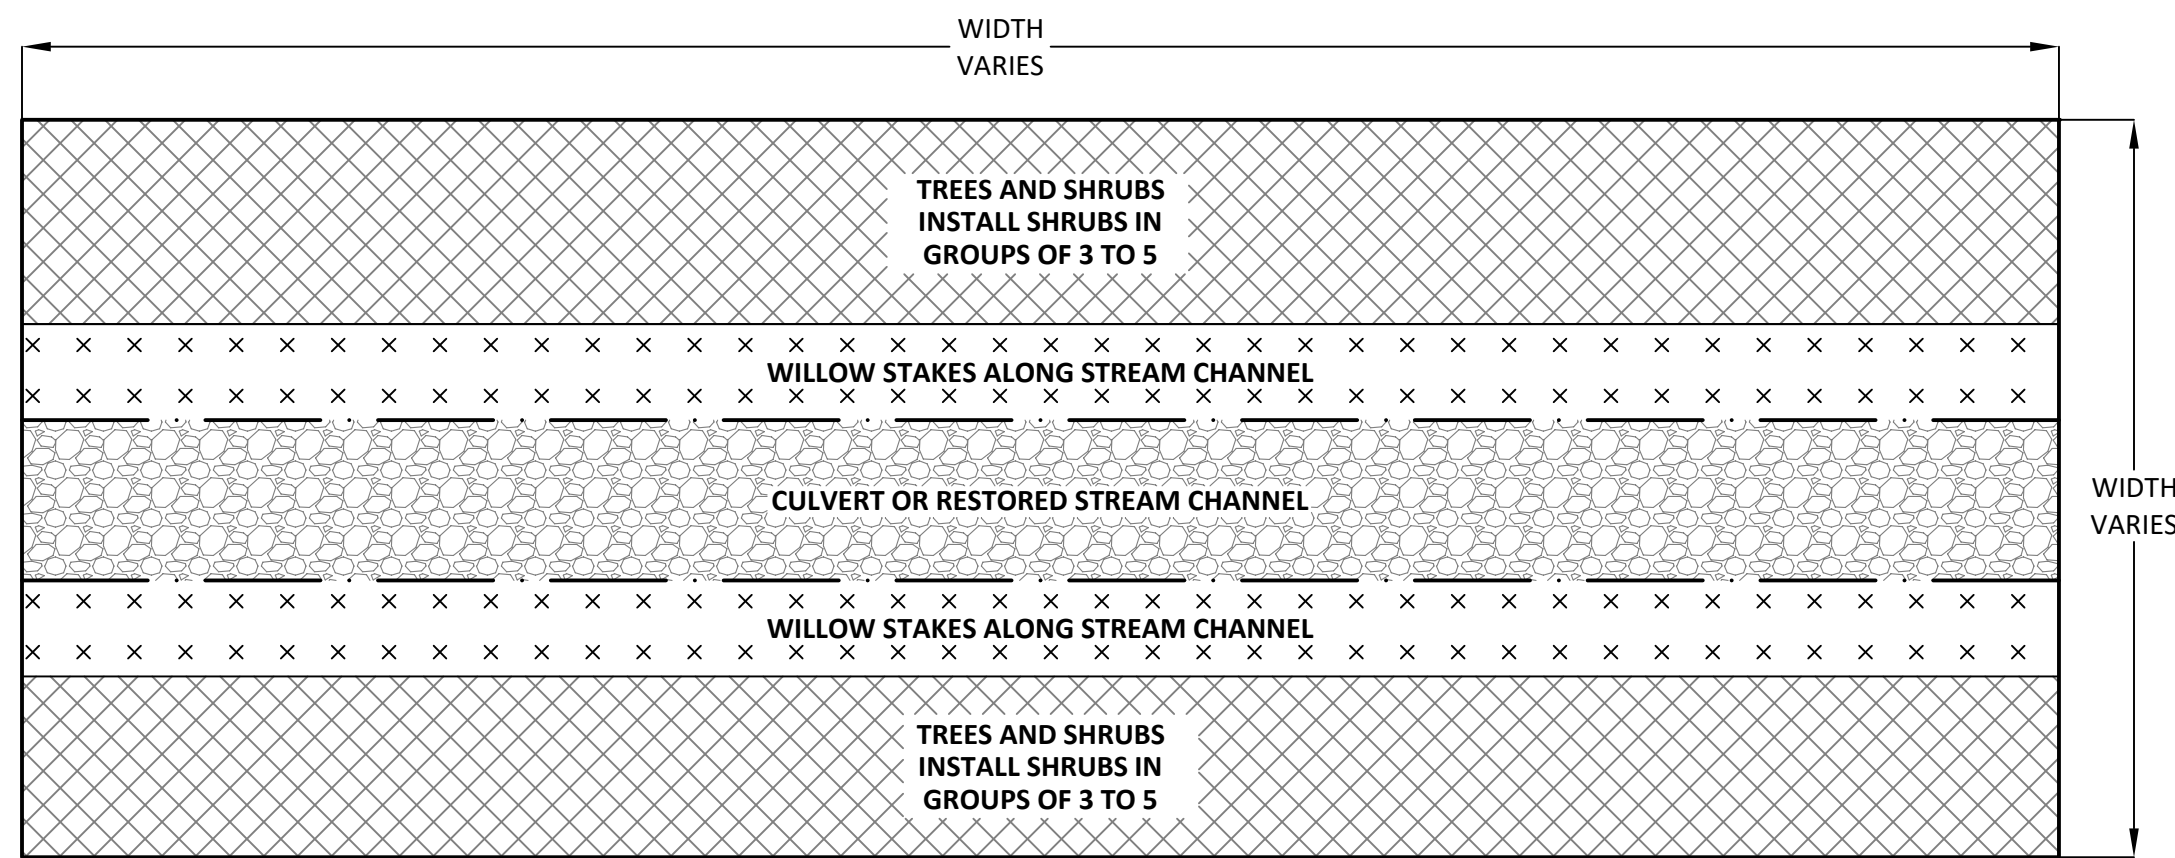 WIDTH
VARIES
TREES AND SHRUBS
INSTALL SHRUBS IN
GROUPS OF 3 TO 5
WILLOW STAKES ALONG STREAM CHANNEL
CULVERT OR RESTORED STREAM CHANNEL
WIDTH
VARIES
WILLOW STAKES ALONG STREAM CHANNEL
TREES AND SHRUBS
INSTALL SHRUBS IN
GROUPS OF 3 TO 5